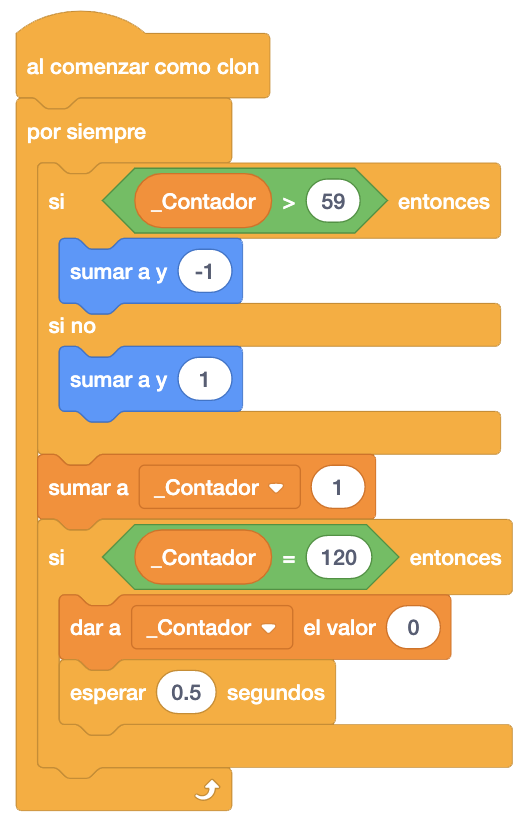 al comenzar como clon
por siempre
si _Contador > 59 entonces
sumar a y -1
si no
sumar a y 1
sumar a _Contador 1
si _Contador = 120 entonces
dar a _Contador el valor 0
esperar 0.5 segundos